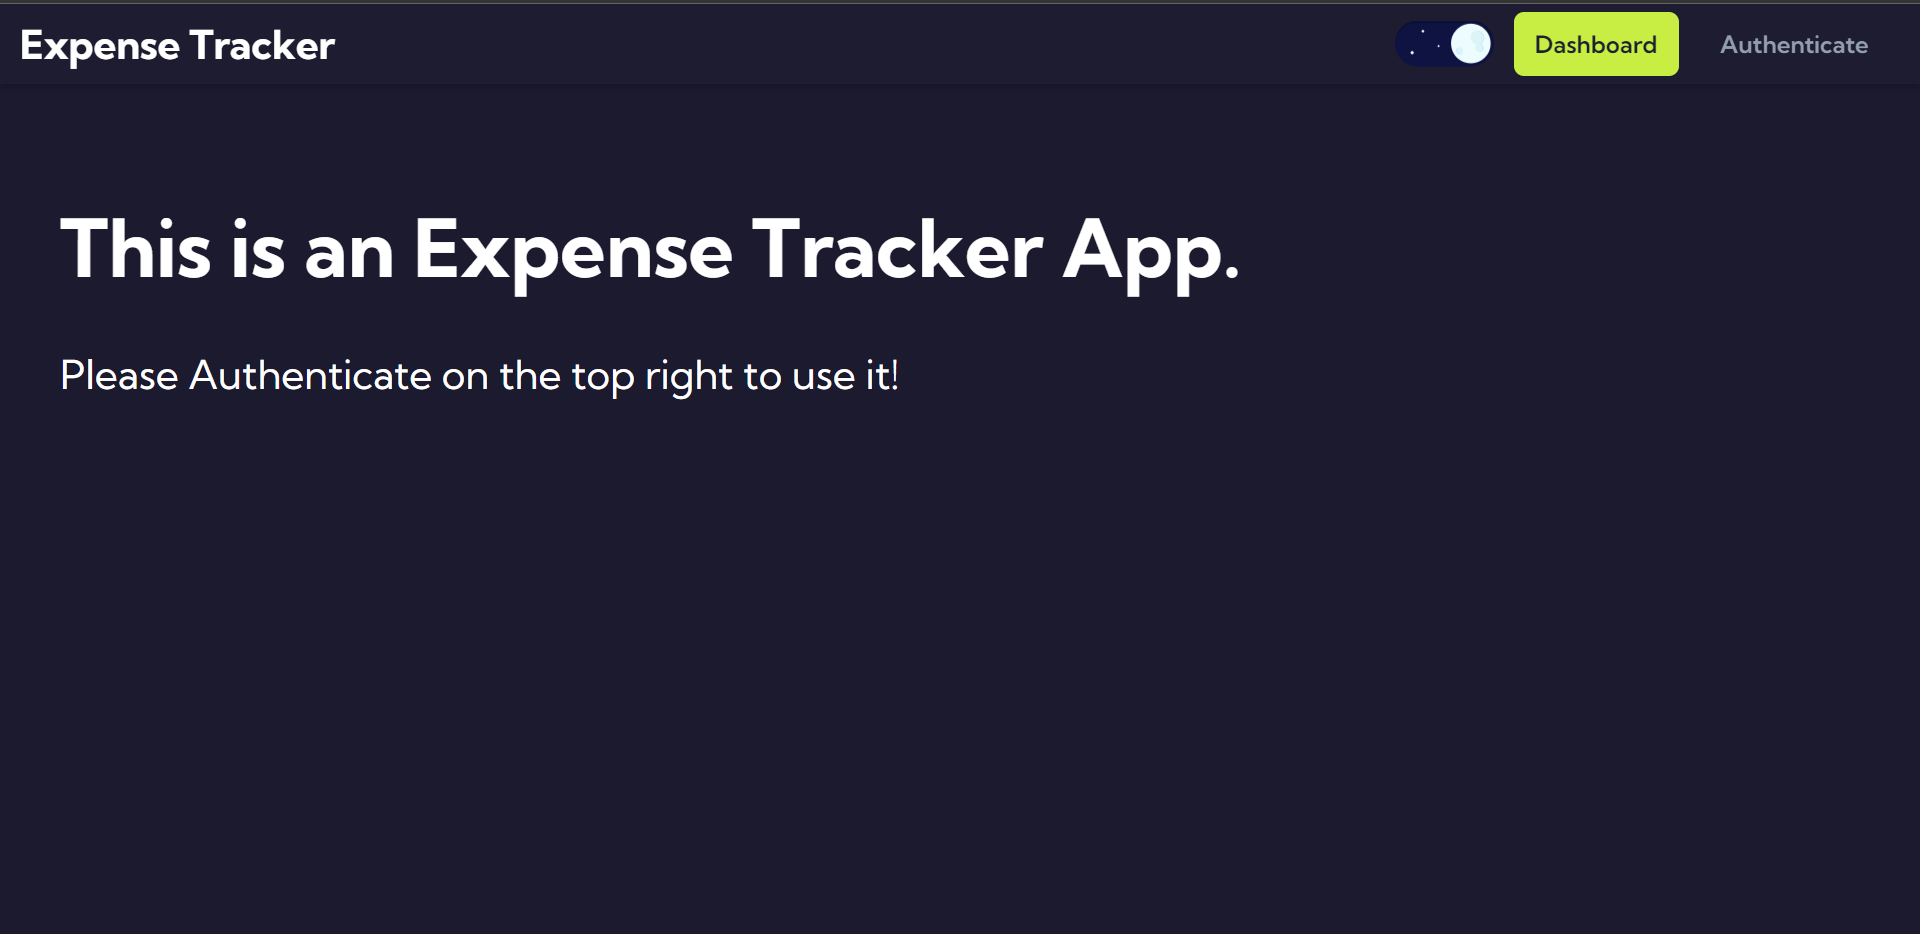 Expense Tracker
Dashboard
Authenticate
This is an Expense Tracker App.
Please Authenticate on the top right to use it!